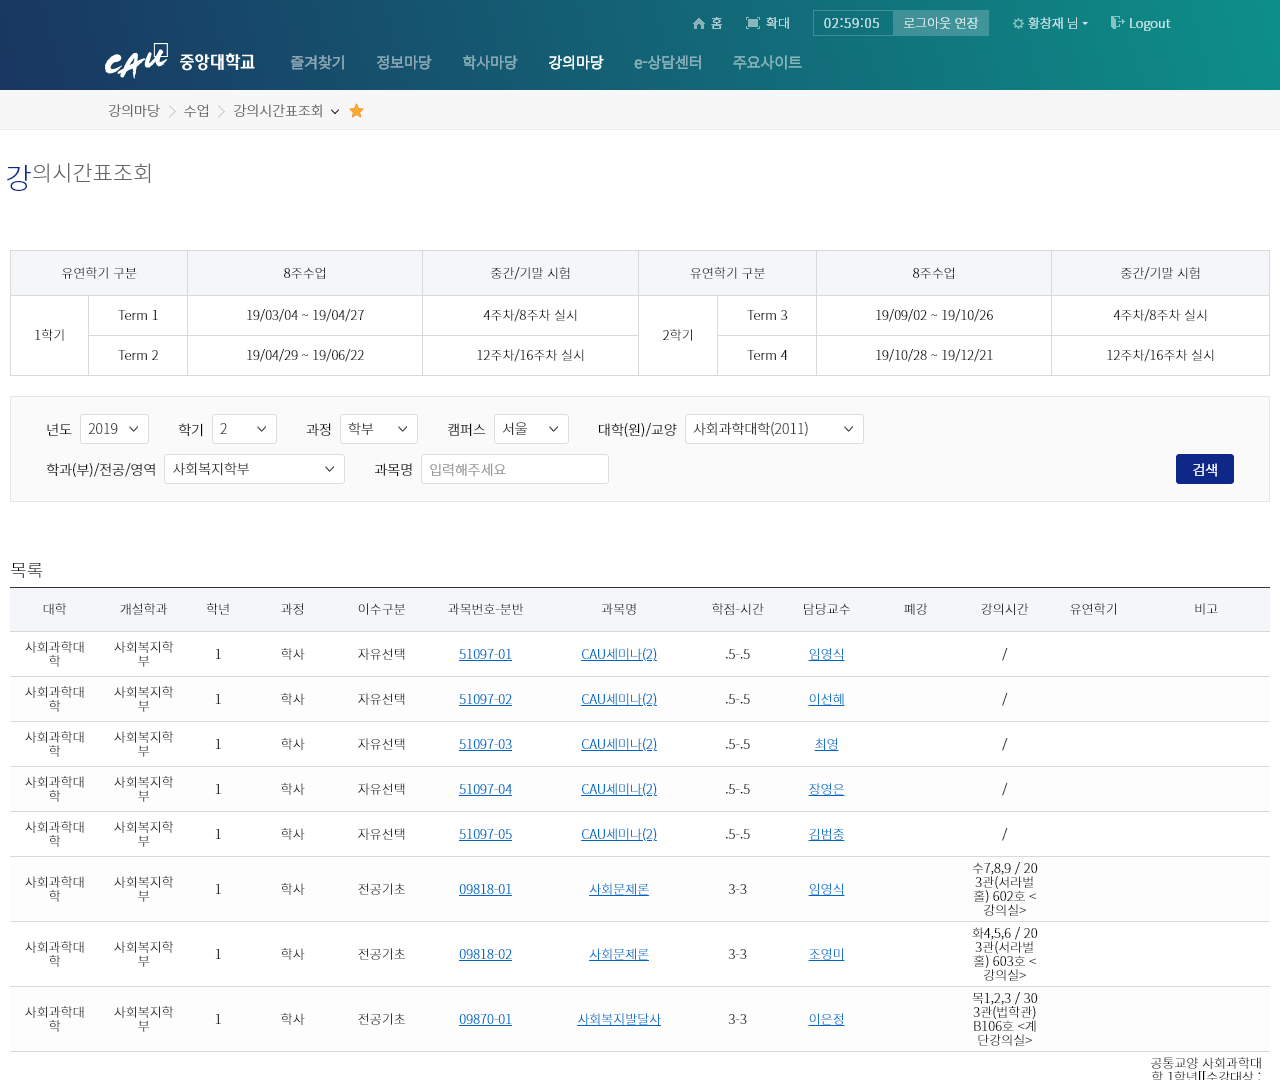 홈 확대 02:59:05 로그아웃 연장 황창재 님 Logout
CAU 중앙대학교 즐겨찾기 정보마당 학사마당 강의마당 e-상담센터 주요사이트
강의마당 수업 강의시간표조회
강의시간표조회
유연학기 구분 8주수업 중간/기말 시험 유연학기 구분 8주수업 중간/기말 시험
1학기 Term 1 19/03/04 ~ 19/04/27 4주차/8주차 실시 2학기 Term 3 19/09/02 ~ 19/10/26 4주차/8주차 실시
Term 2 19/04/29 ~ 19/06/22 12주차/16주차 실시 Term 4 19/10/28 ~ 19/12/21 12주차/16주차 실시
년도 2019 학기 2 과정 학부 캠퍼스 서울 대학(원)/교양 사회과학대학(2011)
학과(부)/전공/영역 사회복지학부 과목명 입력해주세요 검색
목록
대학 개설학과 학년 과정 이수구분 과목번호-분반 과목명 학점-시간 담당교수 폐강 강의시간 유연학기 비고
사회과학대학 사회복지학부 1 학사 자유선택 51097-01 CAU세미나(2) .5-.5 임영식 /
사회과학대학 사회복지학부 1 학사 자유선택 51097-02 CAU세미나(2) .5-.5 이선혜 /
사회과학대학 사회복지학부 1 학사 자유선택 51097-03 CAU세미나(2) .5-.5 최영 /
사회과학대학 사회복지학부 1 학사 자유선택 51097-04 CAU세미나(2) .5-.5 장영은 /
사회과학대학 사회복지학부 1 학사 자유선택 51097-05 CAU세미나(2) .5-.5 김범중 /
사회과학대학 사회복지학부 1 학사 전공기초 09818-01 사회문제론 3-3 임영식 수7,8,9 / 203관(서라벌홀) 602호 <강의실>
사회과학대학 사회복지학부 1 학사 전공기초 09818-02 사회문제론 3-3 조영미 화4,5,6 / 203관(서라벌홀) 603호 <강의실>
사회과학대학 사회복지학부 1 학사 전공기초 09870-01 사회복지발달사 3-3 이은정 목1,2,3 / 303관(법학관) B106호 <계단강의실>
공통교양 사회과학대
학 1학년[[수강대상 :